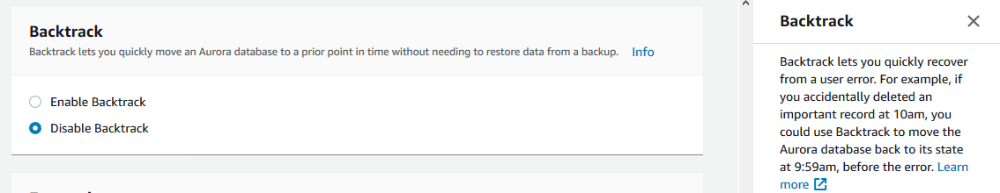 Backtrack
Backtrack lets you quickly move an Aurora database to a prior point in time without needing to restore data from a backup. Info
Enable Backtrack
Disable Backtrack
Backtrack
Backtrack lets you quickly recover
from a user error. For example, if
you accidentally deleted an
important record at 10am, you
could use Backtrack to move the
Aurora database back to its state
at 9:59am, before the error. Learn
more